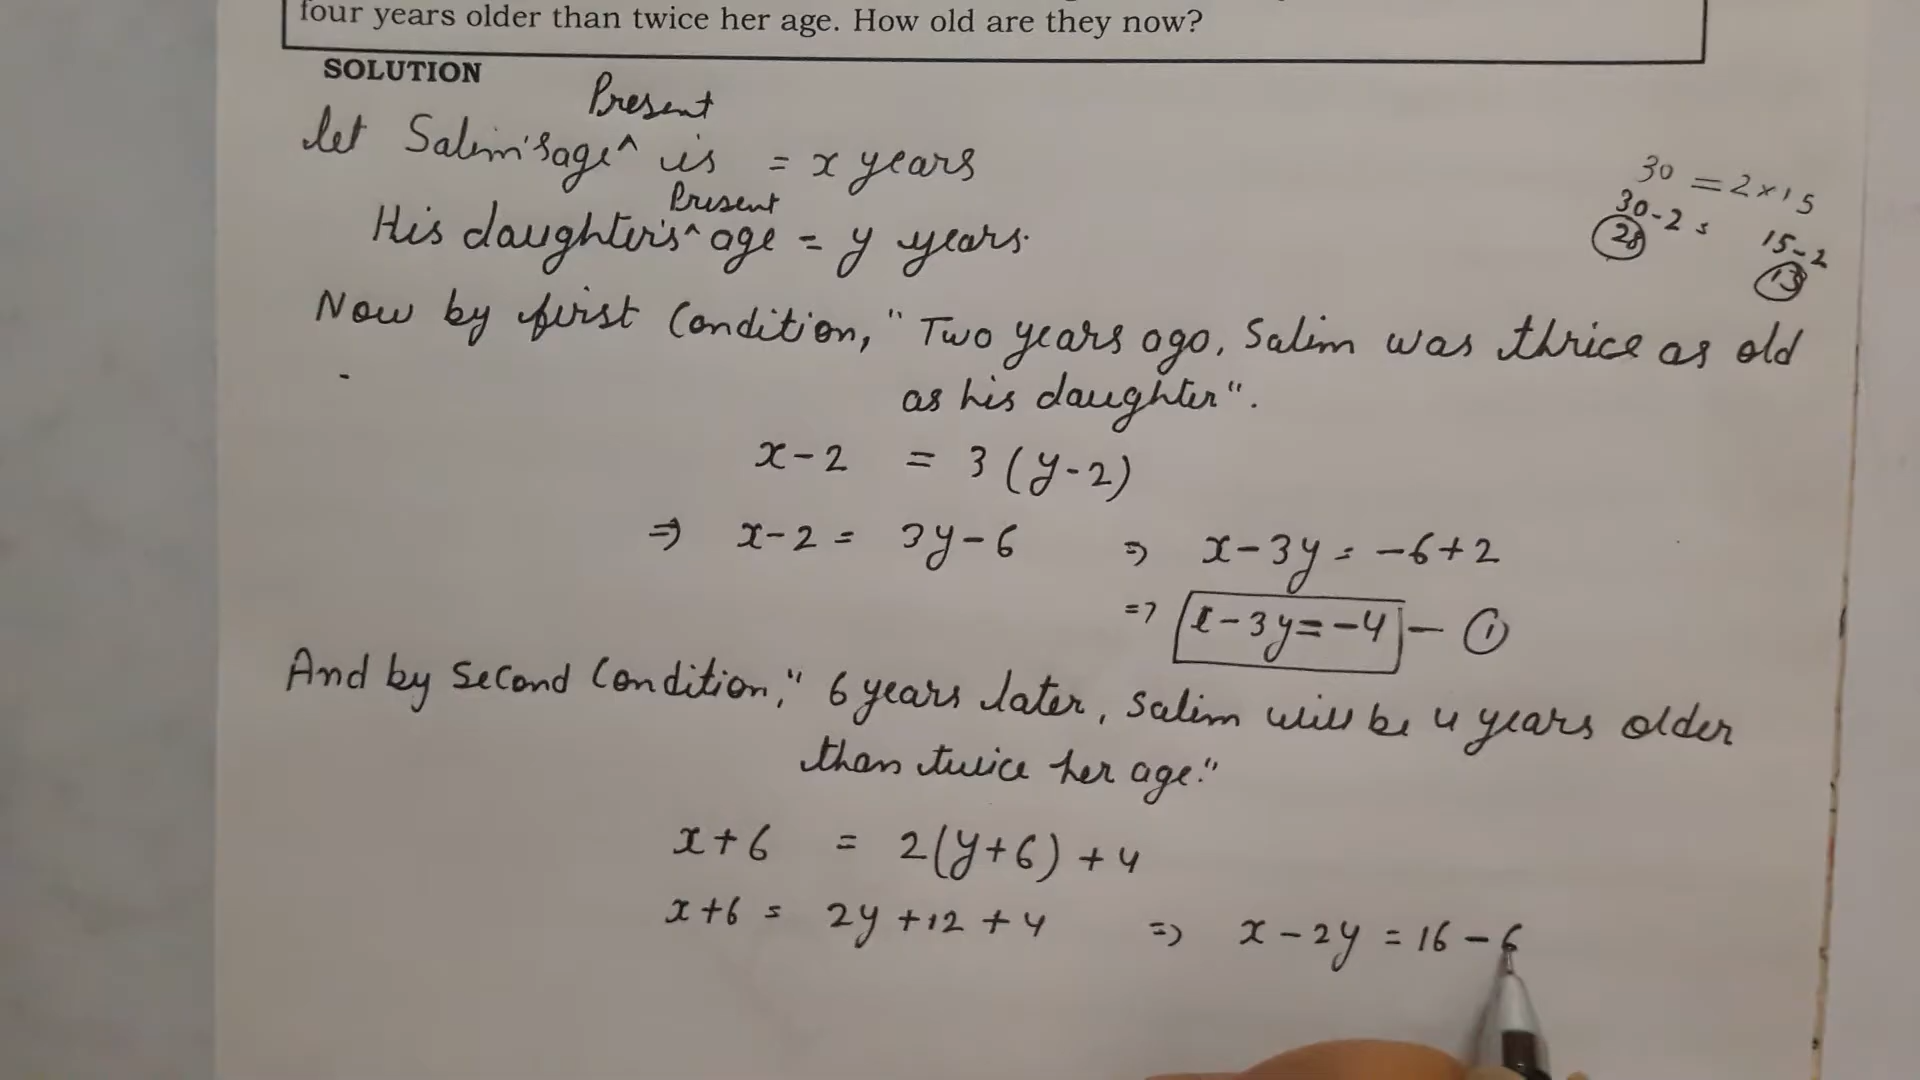 four years older than twice her age. How old are they now?
SOLUTION
Present
let Salim's age ^ is = x years
Present
His daughter's ^ age = y years.
30 = 2 × 15
30-2 =
28
15-2
13
Now by first Condition, " Two years ago, Salim was thrice as old
as his daughter".
x-2 = 3(y-2)
⇒ x-2 = 3y-6 ⇒ x-3y = -6+2
⇒ x-3y = -4 — ①
And by Second Condition, " 6 years later, Salim will be 4 years older
than twice her age."
x+6 = 2(y+6) + 4
x+6 = 2y +12 +4 ⇒ x - 2y = 16 - 6